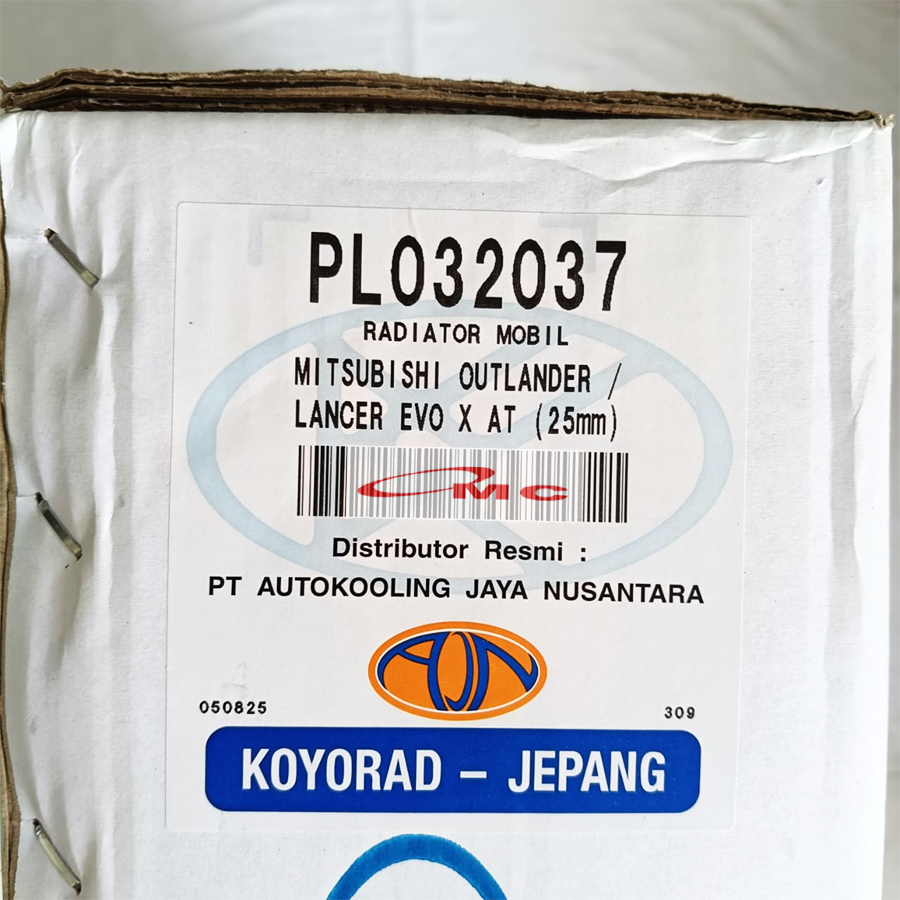 PL032037
RADIATOR MOBIL
MITSUBISHI OUTLANDER /
LANCER EVO X AT (25mm)
CMC
Distributor Resmi :
PT AUTOKOOLING JAYA NUSANTARA
AJN
050825 309
KOYORAD – JEPANG